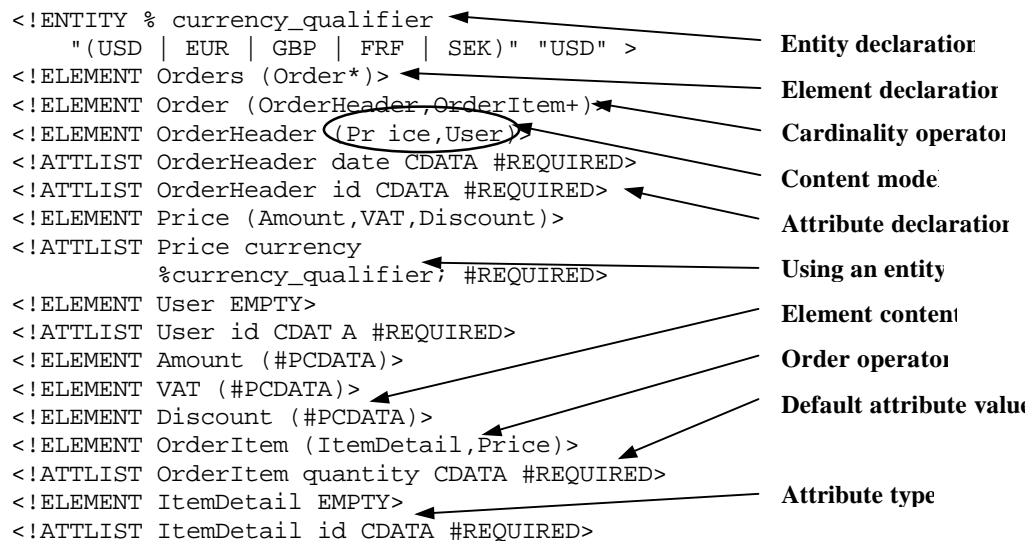 <!ENTITY % currency_qualifier
"(USD | EUR | GBP | FRF | SEK)" "USD" >
Entity declaration
<!ELEMENT Orders (Order*)>
Element declaration
<!ELEMENT Order (OrderHeader,OrderItem+)>
Cardinality operator
<!ELEMENT OrderHeader (Pr ice,User)>
<!ATTLIST OrderHeader date CDATA #REQUIRED>
Content model
<!ATTLIST OrderHeader id CDATA #REQUIRED>
<!ELEMENT Price (Amount,VAT,Discount)>
Attribute declaration
<!ATTLIST Price currency
%currency_qualifier; #REQUIRED>
Using an entity
<!ELEMENT User EMPTY>
Element content
<!ATTLIST User id CDAT A #REQUIRED>
<!ELEMENT Amount (#PCDATA)>
Order operator
<!ELEMENT VAT (#PCDATA)>
<!ELEMENT Discount (#PCDATA)>
Default attribute value
<!ELEMENT OrderItem (ItemDetail,Price)>
<!ATTLIST OrderItem quantity CDATA #REQUIRED>
<!ELEMENT ItemDetail EMPTY>
Attribute type
<!ATTLIST ItemDetail id CDATA #REQUIRED>